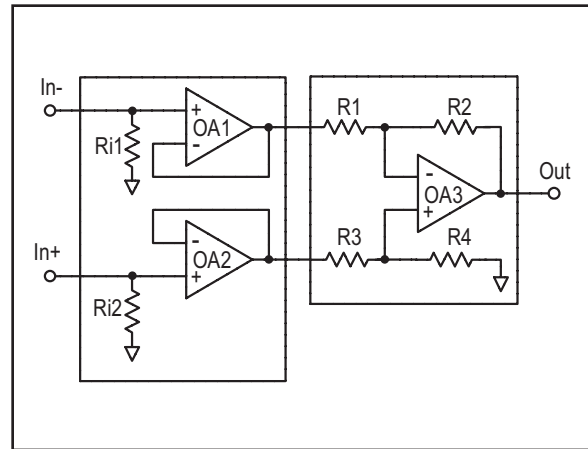 In-
+
OA1
-
Ri1
R1
R2
-
OA3
+
Out
In+
-
OA2
+
Ri2
R3
R4